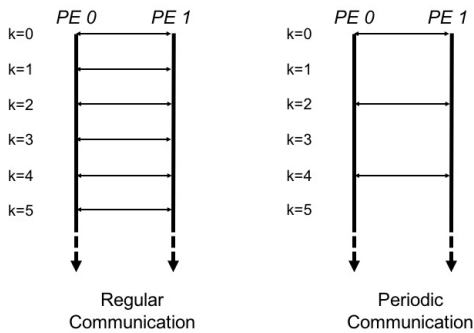 PE 0 PE 1
k=0
k=1
k=2
k=3
k=4
k=5
Regular
Communication
PE 0 PE 1
k=0
k=1
k=2
k=3
k=4
k=5
Periodic
Communication